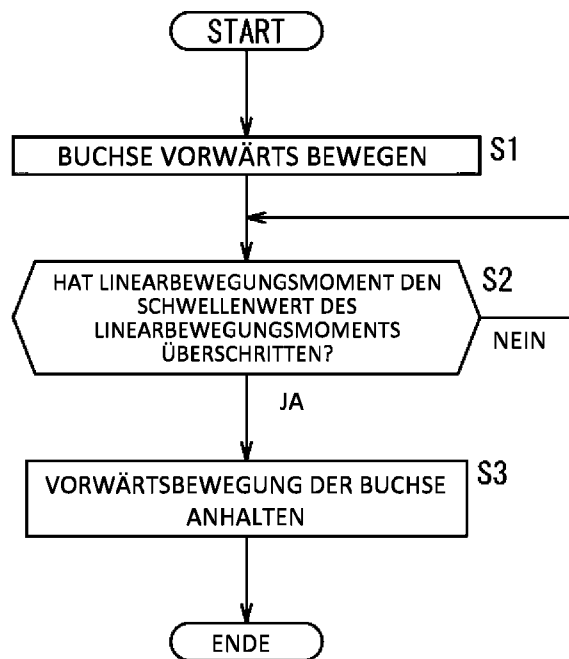 START
BUCHSE VORWÄRTS BEWEGEN
S1
HAT LINEARBEWEGUNGSMOMENT DEN
SCHWELLENWERT DES
LINEARBEWEGUNGSMOMENTS
ÜBERSCHRITTEN?
S2
NEIN
JA
VORWÄRTSBEWEGUNG DER BUCHSE
ANHALTEN
S3
ENDE